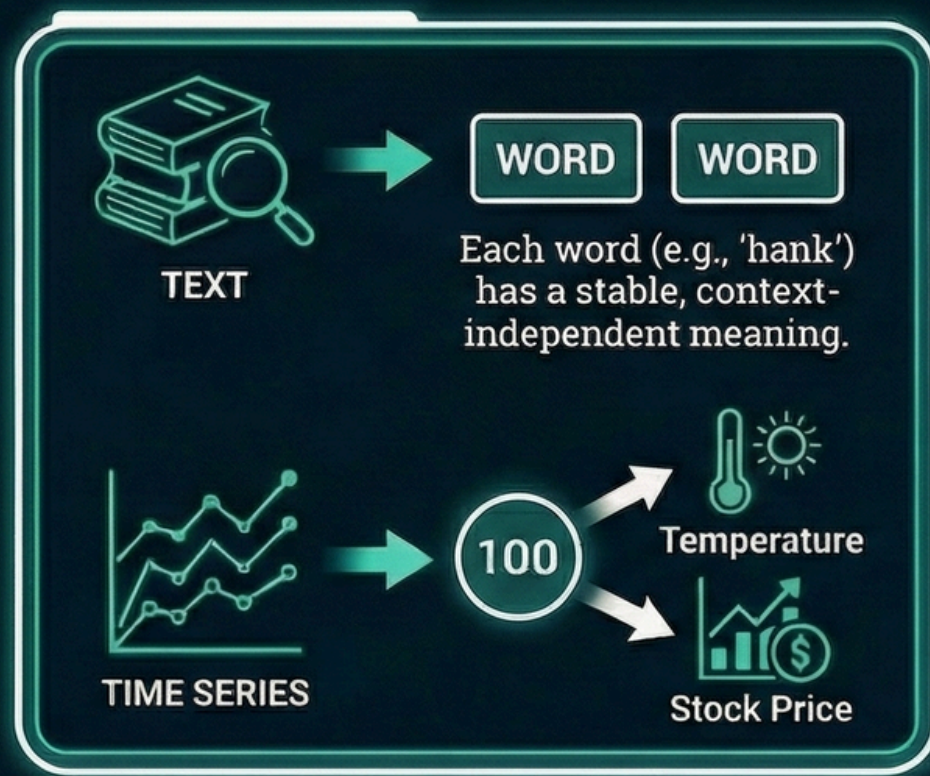 TEXT
WORD WORD
Each word (e.g., 'hank')
has a stable, context-
independent meaning.
TIME SERIES
100
Temperature
$
Stock Price